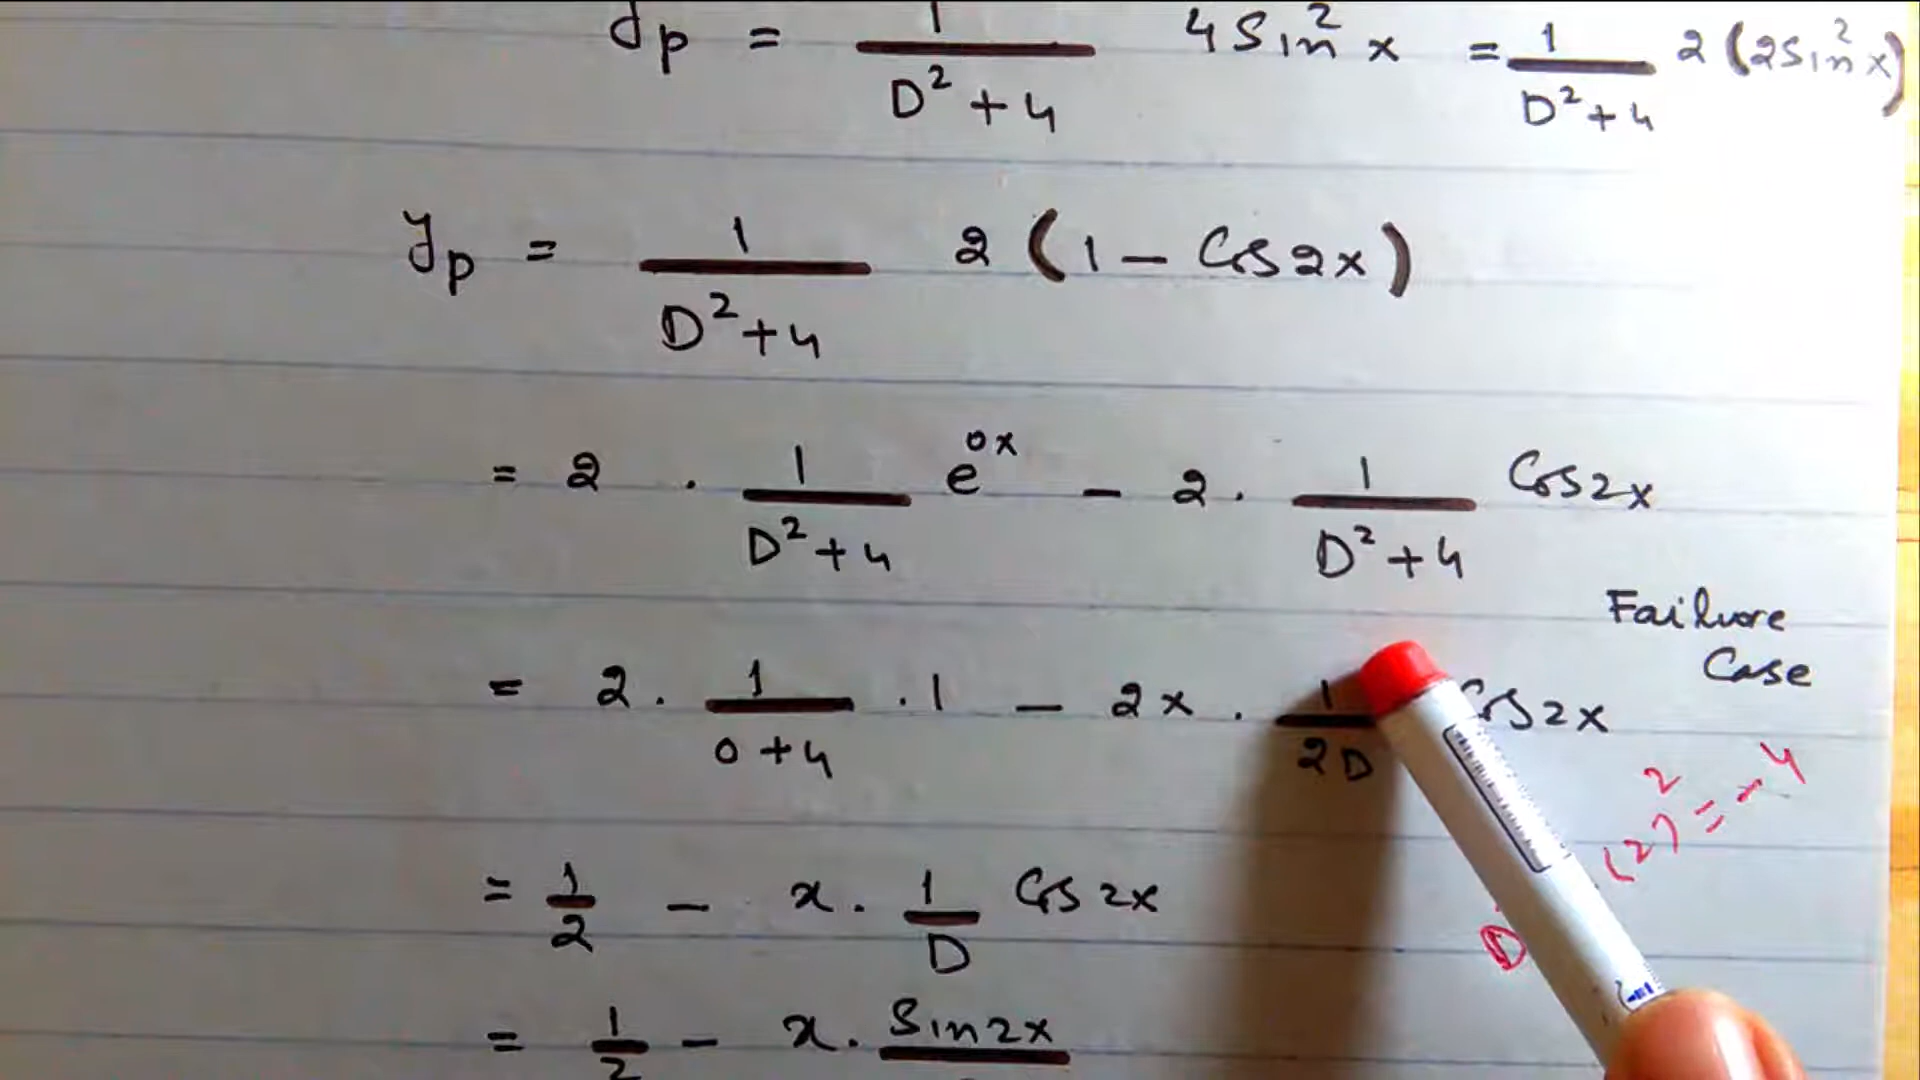 yp = 1/(D² + 4) 4Sin²x = 1/(D² + 4) 2(2Sin²x)
yp = 1/(D² + 4) 2(1 − Cos2x)
= 2 · 1/(D² + 4) e^(0x) − 2 · 1/(D² + 4) Cos2x
Failure
Case
= 2 · 1/(0 + 4) · 1 − 2x · 1/(2D) Cos2x
D (2)² = −4
= 1/2 − x · 1/D Cos2x
= 1/2 − x · Sin2x